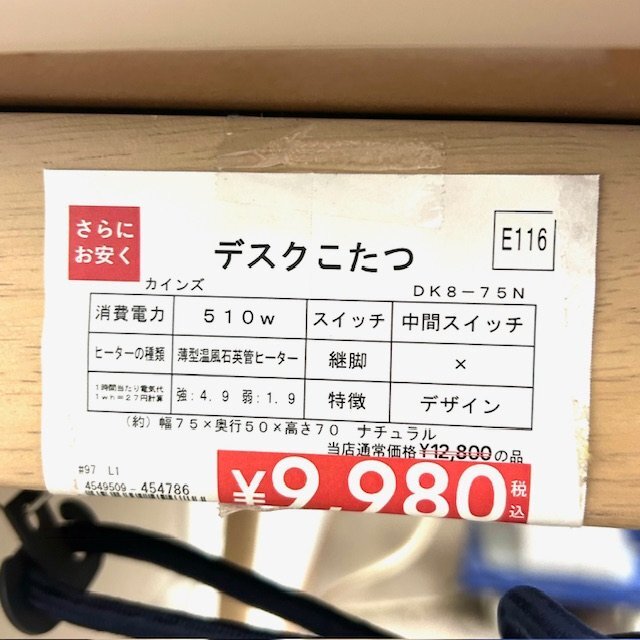 さらに
お安く
デスクこたつ
E116
カインズ
DK8-75N
消費電力 510w スイッチ 中間スイッチ
ヒーターの種類 薄型温風石英管ヒーター 継脚 ×
1時間当たり電気代
1wh=27円計算
強:4.9 弱:1.9 特徴 デザイン
(約)幅75×奥行50×高さ70 ナチュラル
当店通常価格¥12,800の品
#97 L1
4549509-454786
¥9,980税込